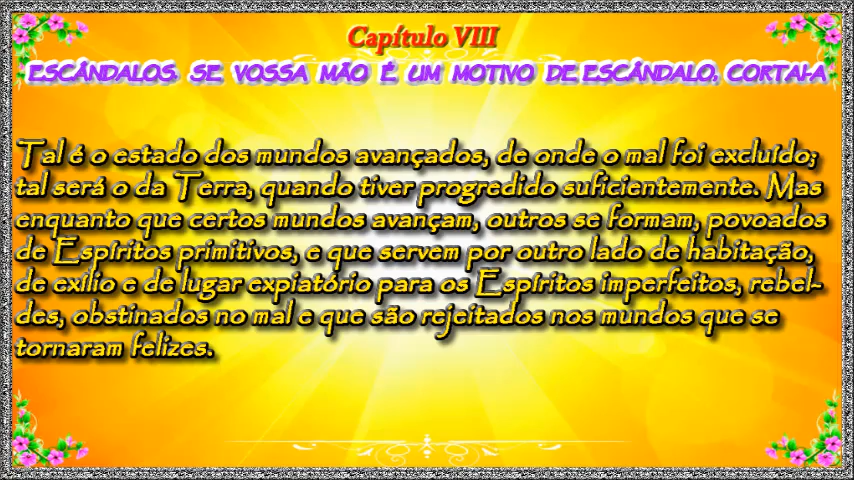 Capítulo VIII
ESCÂNDALOS. SE VOSSA MÃO É UM MOTIVO DE ESCÂNDALO, CORTAI-A
Tal é o estado dos mundos avançados, de onde o mal foi excluído;
tal será o da Terra, quando tiver progredido suficientemente. Mas
enquanto que certos mundos avançam, outros se formam, povoados
de Espíritos primitivos, e que servem por outro lado de habitação,
de exílio e de lugar expiatório para os Espíritos imperfeitos, rebel-
des, obstinados no mal e que são rejeitados nos mundos que se
tornaram felizes.